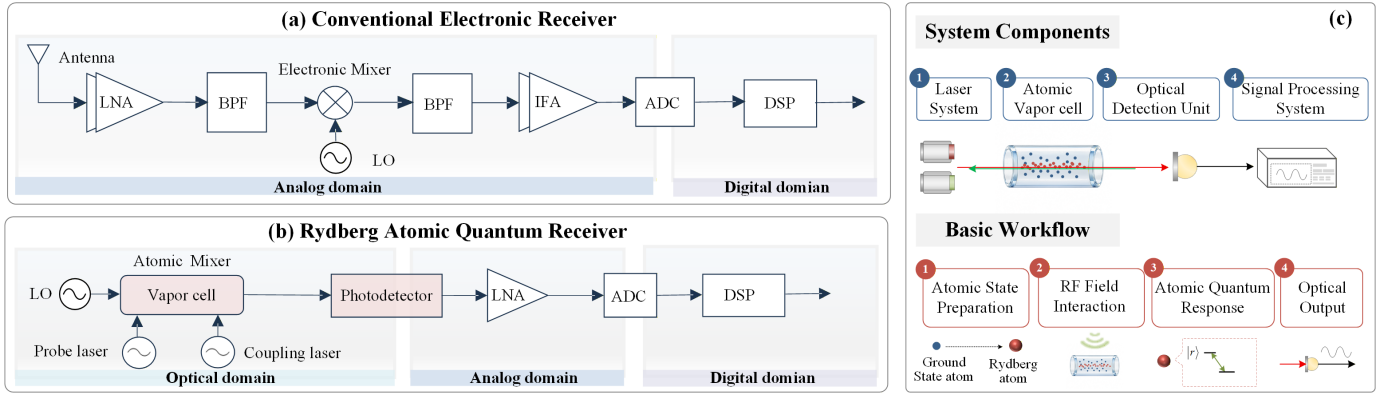 (a) Conventional Electronic Receiver
Antenna
LNA
BPF
Electronic Mixer
LO
BPF
IFA
ADC
DSP
Analog domain
Digital domian
(b) Rydberg Atomic Quantum Receiver
Atomic Mixer
LO
Vapor cell
Photodetector
LNA
ADC
DSP
Probe laser
Coupling laser
Optical domain
Analog domain
Digital domian
(c)
System Components
1
Laser
System
2
Atomic
Vapor cell
3
Optical
Detection Unit
4
Signal Processing
System
Basic Workflow
1
Atomic State
Preparation
2
RF Field
Interaction
3
Atomic Quantum
Response
4
Optical
Output
Ground
State atom
Rydberg
atom
|r⟩